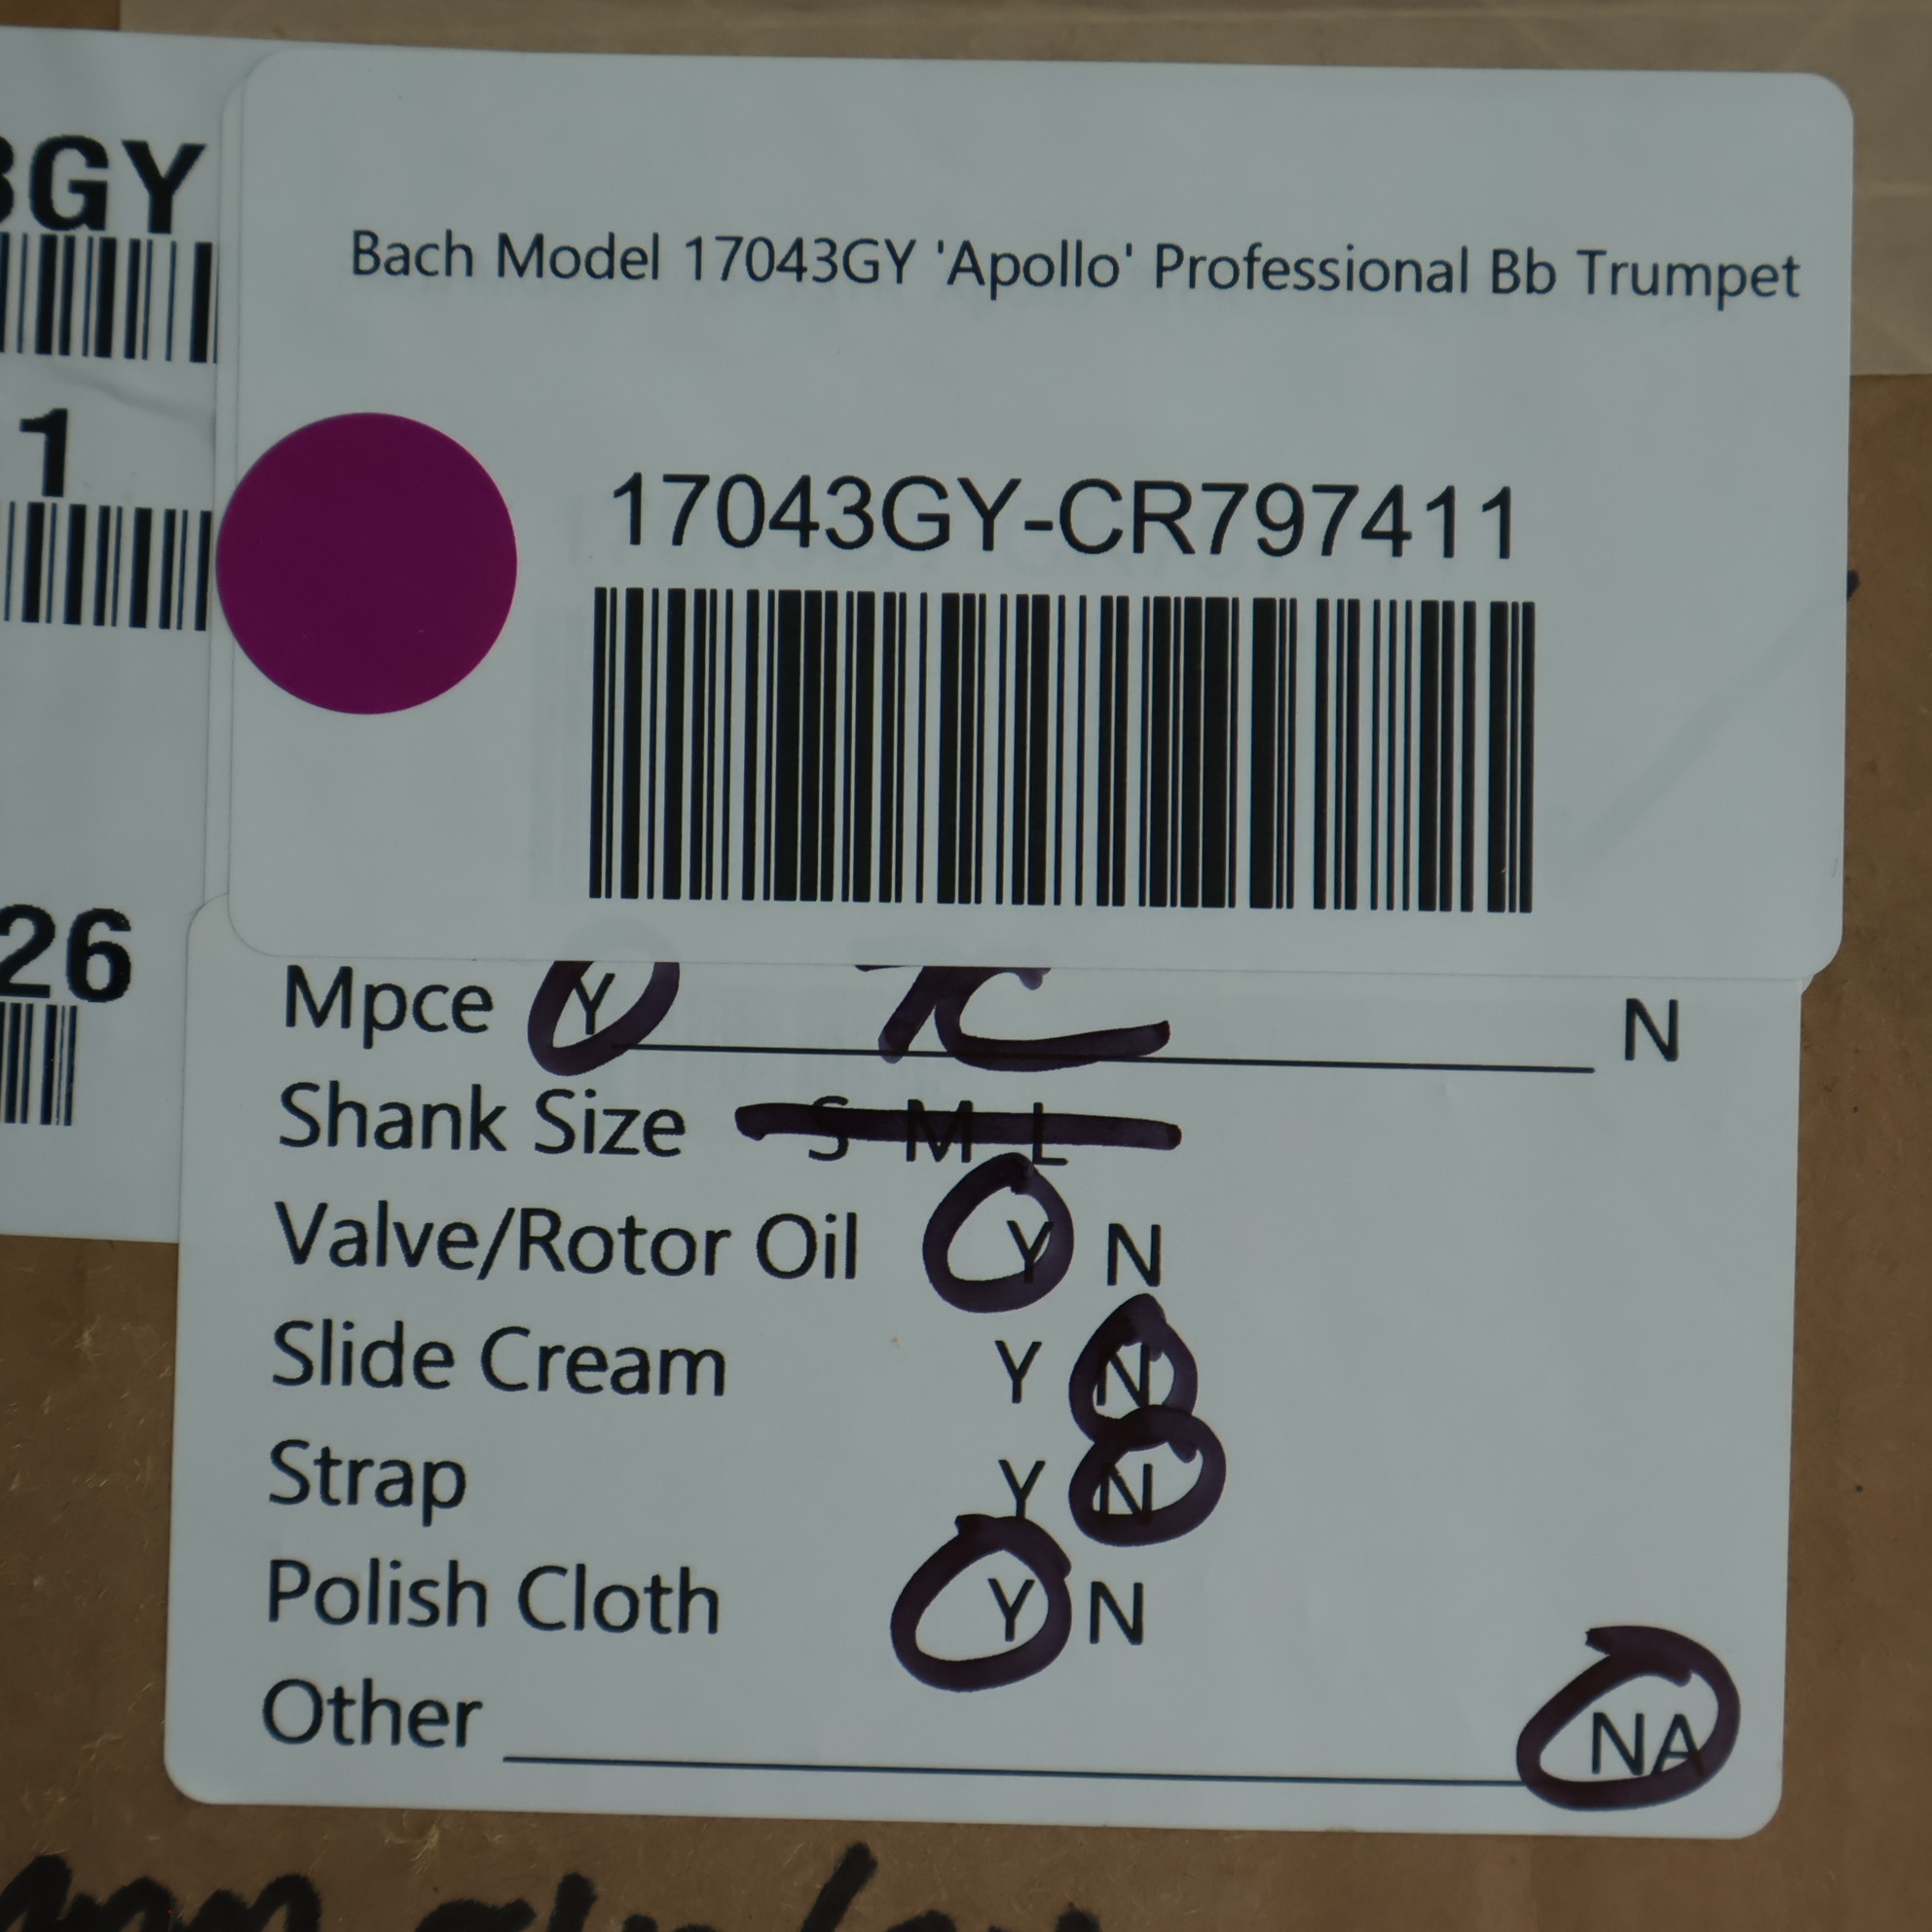 3GY
1
26
Bach Model 17043GY 'Apollo' Professional Bb Trumpet
17043GY-CR797411
Mpce Y 7C N
Shank Size S M L
Valve/Rotor Oil Y N
Slide Cream Y N
Strap Y N
Polish Cloth Y N
Other NA